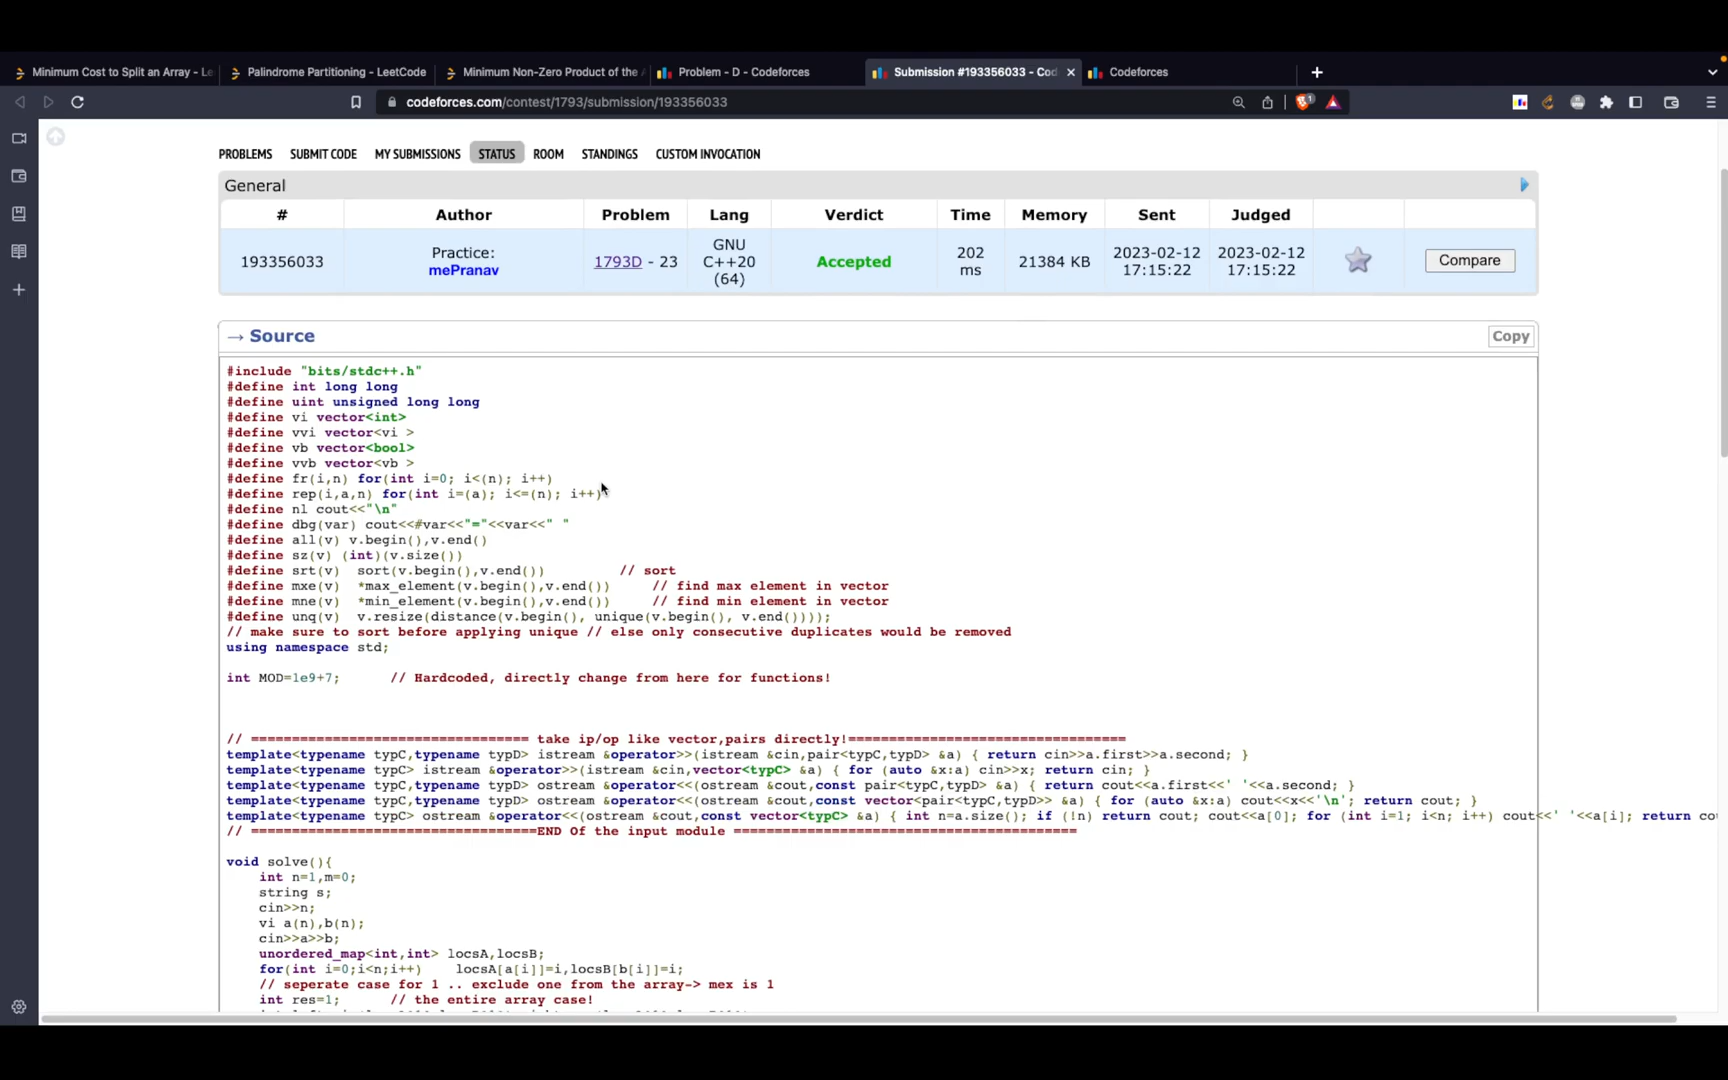 Minimum Cost to Split an Array - Le
Palindrome Partitioning - LeetCode
Minimum Non-Zero Product of the
Problem - D - Codeforces
Submission #193356033 - Cod
Codeforces
codeforces.com/contest/1793/submission/193356033
PROBLEMS SUBMIT CODE MY SUBMISSIONS STATUS ROOM STANDINGS CUSTOM INVOCATION
General
# Author Problem Lang Verdict Time Memory Sent Judged
193356033 Practice: mePranav 1793D - 23 GNU C++20 (64) Accepted 202 ms 21384 KB 2023-02-12 17:15:22 2023-02-12 17:15:22 Compare
→ Source Copy
#include "bits/stdc++.h"
#define int long long
#define uint unsigned long long
#define vi vector<int>
#define vvi vector<vi >
#define vb vector<bool>
#define vvb vector<vb >
#define fr(i,n) for(int i=0; i<(n); i++)
#define rep(i,a,n) for(int i=(a); i<=(n); i++)
#define nl cout<<"\n"
#define dbg(var) cout<<#var<<"="<<var<<" "
#define all(v) v.begin(),v.end()
#define sz(v) (int)(v.size())
#define srt(v)  sort(v.begin(),v.end())         // sort
#define mxe(v)  *max_element(v.begin(),v.end())     // find max element in vector
#define mne(v)  *min_element(v.begin(),v.end())     // find min element in vector
#define unq(v)  v.resize(distance(v.begin(), unique(v.begin(), v.end())));
// make sure to sort before applying unique // else only consecutive duplicates would be removed
using namespace std;
int MOD=1e9+7;      // Hardcoded, directly change from here for functions!
// ================================== take ip/op like vector,pairs directly!==================================
template<typename typC,typename typD> istream &operator>>(istream &cin,pair<typC,typD> &a) { return cin>>a.first>>a.second; }
template<typename typC> istream &operator>>(istream &cin,vector<typC> &a) { for (auto &x:a) cin>>x; return cin; }
template<typename typC,typename typD> ostream &operator<<(ostream &cout,const pair<typC,typD> &a) { return cout<<a.first<<' '<<a.second; }
template<typename typC,typename typD> ostream &operator<<(ostream &cout,const vector<pair<typC,typD>> &a) { for (auto &x:a) cout<<x<<'\n'; return cout; }
template<typename typC> ostream &operator<<(ostream &cout,const vector<typC> &a) { int n=a.size(); if (!n) return cout; cout<<a[0]; for (int i=1; i<n; i++) cout<<' '<<a[i]; return co
// ===================================END Of the input module ==========================================
void solve(){
    int n=1,m=0;
    string s;
    cin>>n;
    vi a(n),b(n);
    cin>>a>>b;
    unordered_map<int,int> locsA,locsB;
    for(int i=0;i<n;i++)    locsA[a[i]]=i,locsB[b[i]]=i;
    // seperate case for 1 .. exclude one from the array-> mex is 1
    int res=1;      // the entire array case!